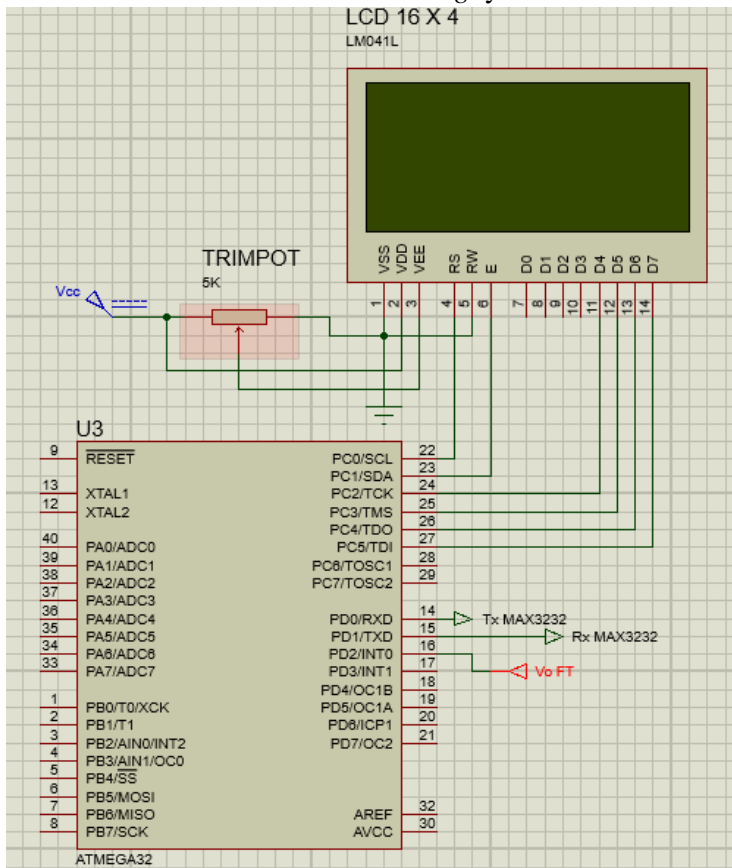 LCD 16 X 4
LM041L
VSS VDD VEE RS RW E D0 D1 D2 D3 D4 D5 D6 D7
1 2 3 4 5 6 7 8 9 10 11 12 13 14
TRIMPOT
5K
Vcc
U3
9 RESET PC0/SCL 22
PC1/SDA 23
13 XTAL1 PC2/TCK 24
12 XTAL2 PC3/TMS 25
PC4/TDO 26
40 PA0/ADC0 PC5/TDI 27
39 PA1/ADC1 PC6/TOSC1 28
38 PA2/ADC2 PC7/TOSC2 29
37 PA3/ADC3
36 PA4/ADC4 PD0/RXD 14 Tx MAX3232
35 PA5/ADC5 PD1/TXD 15 Rx MAX3232
34 PA6/ADC6 PD2/INT0 16
33 PA7/ADC7 PD3/INT1 17 Vo FT
PD4/OC1B 18
1 PB0/T0/XCK PD5/OC1A 19
2 PB1/T1 PD6/ICP1 20
3 PB2/AIN0/INT2 PD7/OC2 21
4 PB3/AIN1/OC0
5 PB4/SS
6 PB5/MOSI
7 PB6/MISO AREF 32
8 PB7/SCK AVCC 30
ATMEGA32